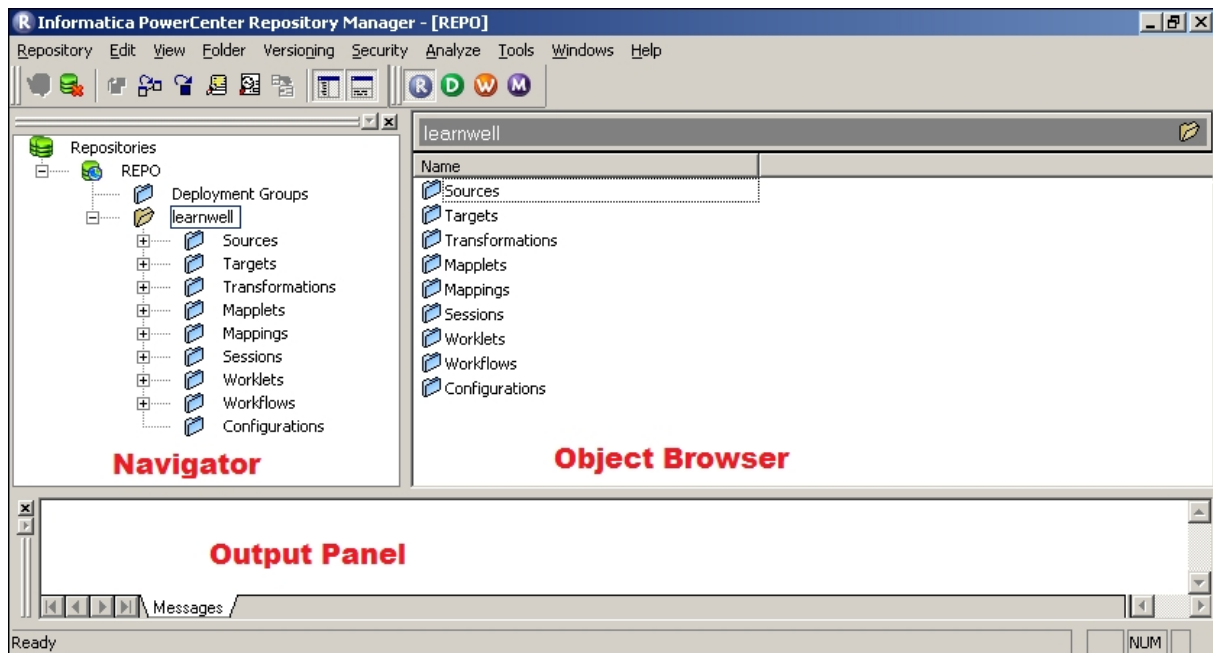 R Informatica PowerCenter Repository Manager - [REPO]
Repository Edit View Folder Versioning Security Analyze Tools Windows Help
R D W M
Repositories
REPO
Deployment Groups
learnwell
Sources
Targets
Transformations
Mapplets
Mappings
Sessions
Worklets
Workflows
Configurations
Navigator
learnwell
Name
Sources
Targets
Transformations
Mapplets
Mappings
Sessions
Worklets
Workflows
Configurations
Object Browser
Output Panel
Messages
Ready
NUM